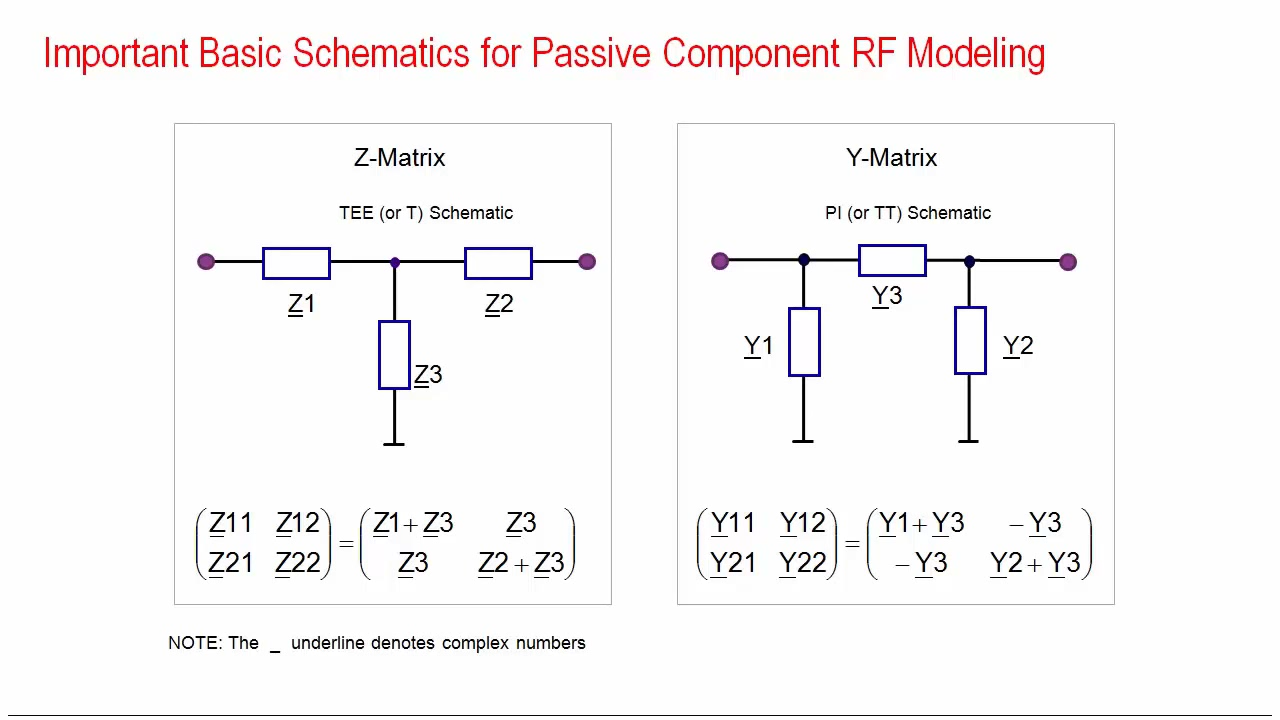 Important Basic Schematics for Passive Component RF Modeling
Z-Matrix
TEE (or T) Schematic
Z1
Z2
Z3
(Z11 Z12) = (Z1+Z3 Z3)
(Z21 Z22) (Z3 Z2+Z3)
Y-Matrix
PI (or TT) Schematic
Y3
Y1
Y2
(Y11 Y12) = (Y1+Y3 −Y3)
(Y21 Y22) (−Y3 Y2+Y3)
NOTE: The _ underline denotes complex numbers